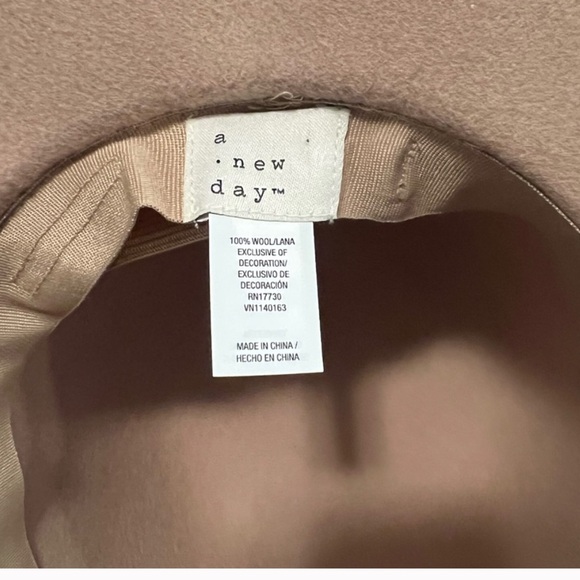 a
· new
day™
100% WOOL/LANA
EXCLUSIVE OF
DECORATION/
EXCLUSIVO DE
DECORACIÓN
RN17730
VN1140163
MADE IN CHINA /
HECHO EN CHINA